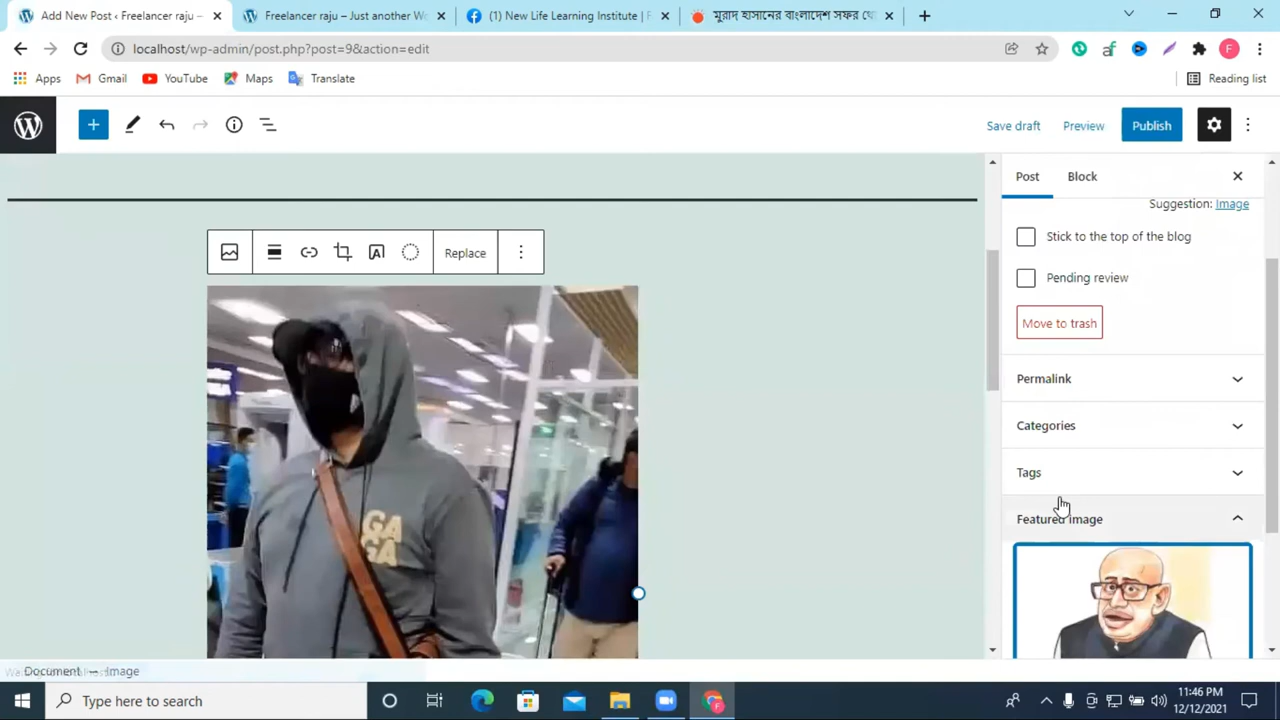 Add New Post ‹ Freelancer raju –
Freelancer raju – Just another Wo
(1) New Life Learning Institute | F
মুরাদ হাসানের বাংলাদেশ সফর থে
localhost/wp-admin/post.php?post=9&action=edit
F
Apps
Gmail
YouTube
Maps
Translate
Reading list
Save draft
Preview
Publish
Post
Block
Suggestion: Image
Stick to the top of the blog
Pending review
Replace
Move to trash
Permalink
Categories
Tags
Featured image
GA
GA
Document — Image
Type here to search
11:46 PM
12/12/2021